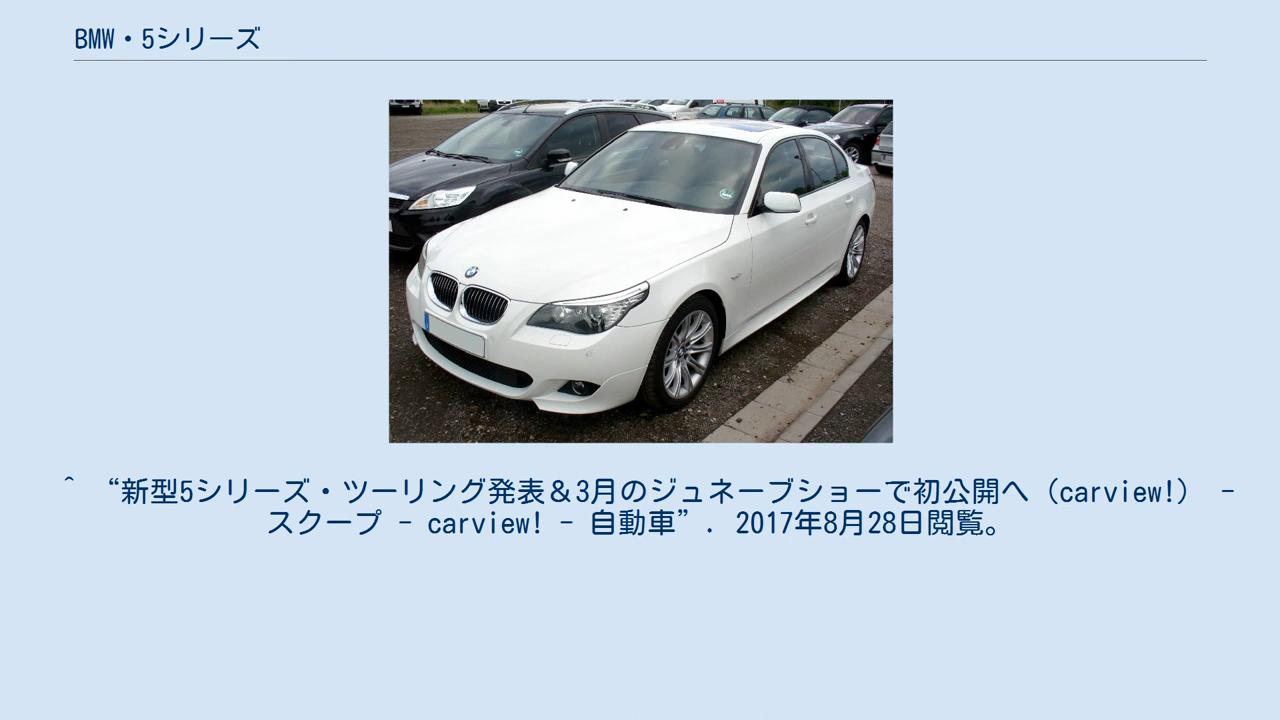 BMW・5シリーズ
^ “新型5シリーズ・ツーリング発表＆3月のジュネーブショーで初公開へ（carview!） -
スクープ - carview! - 自動車”. 2017年8月28日閲覧。